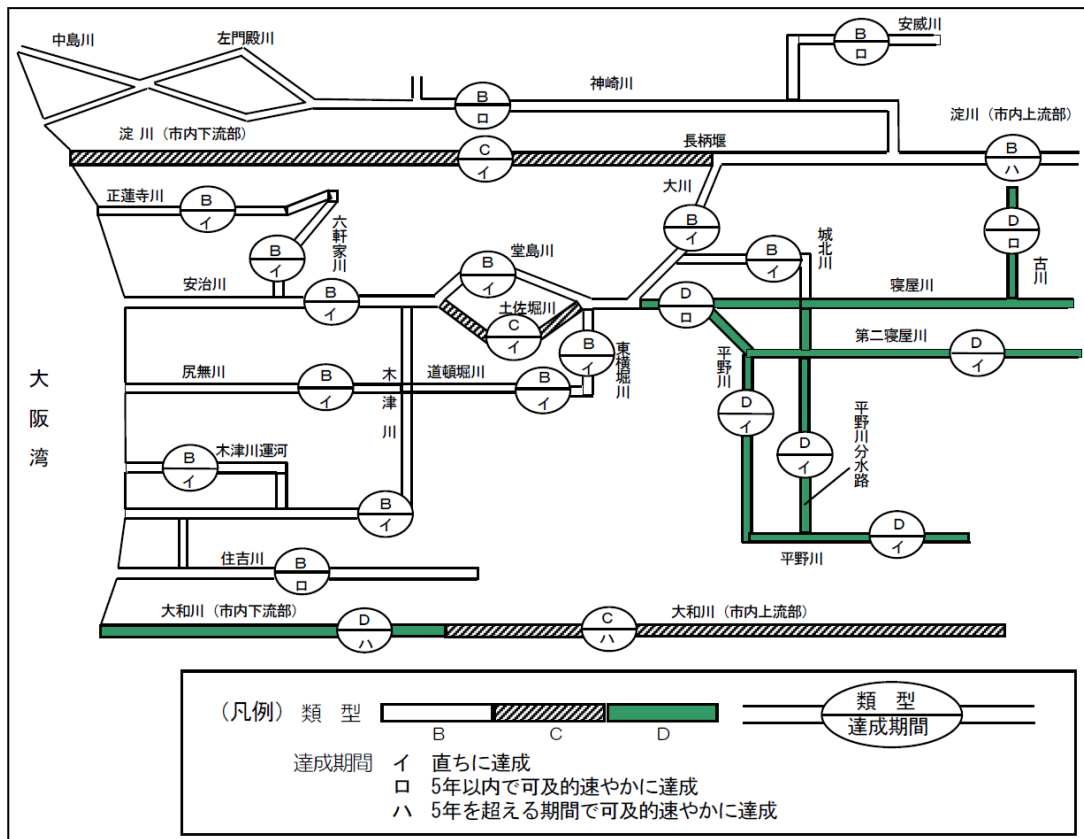 中島川
左門殿川
B
ロ
安威川
神崎川
B
ロ
淀 川（市内下流部）
C
イ
長柄堰
淀川（市内上流部）
B
ハ
正蓮寺川
B
イ
六軒家川
B
イ
大川
B
イ
城北川
B
イ
D
ロ
古川
安治川
B
イ
堂島川
B
イ
土佐堀川
C
イ
D
ロ
寝屋川
東横堀川
B
イ
第二寝屋川
D
イ
大阪湾
尻無川
B
イ
木津川
道頓堀川
B
イ
平野川
D
イ
D
イ
平野川分水路
木津川運河
B
イ
B
イ
D
イ
平野川
住吉川
B
ロ
大和川（市内下流部）
D
ハ
C
ハ
大和川（市内上流部）
（凡例）類 型
B
C
D
類 型
達成期間
達成期間 イ 直ちに達成
ロ 5年以内で可及的速やかに達成
ハ 5年を超える期間で可及的速やかに達成